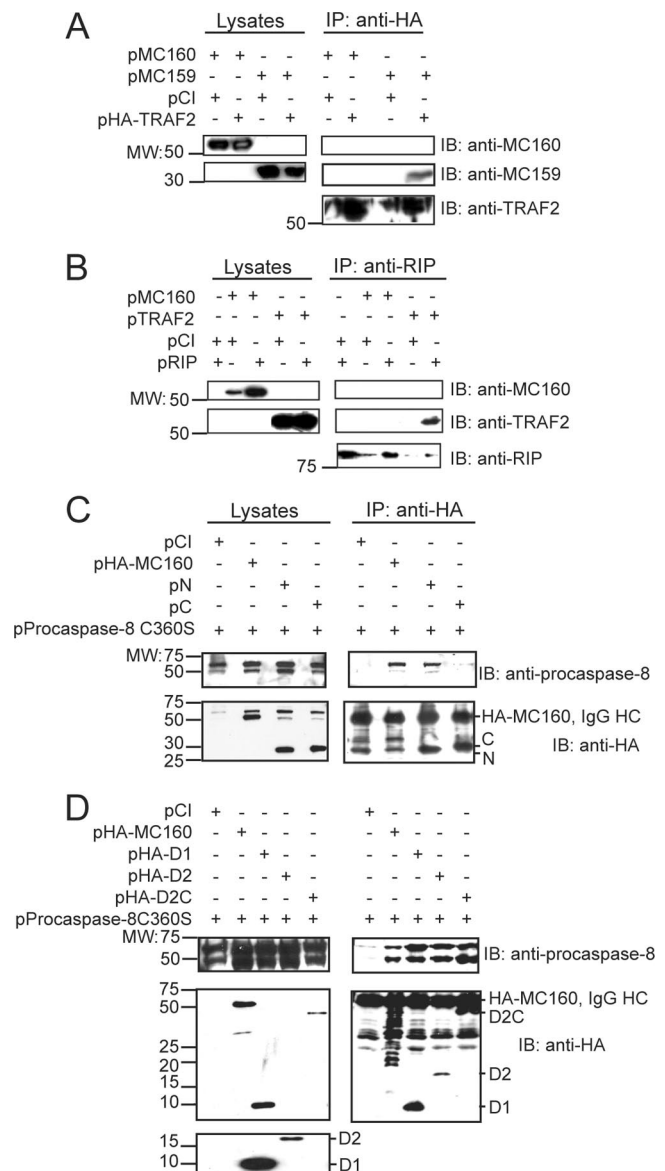 A
Lysates IP: anti-HA
pMC160 + + - - + + - -
pMC159 - - + + - - + +
pCI + - + - + - + -
pHA-TRAF2 - + - + - + - +
MW: 50 IB: anti-MC160
30 IB: anti-MC159
50 IB: anti-TRAF2
B
Lysates IP: anti-RIP
pMC160 - + + - - - + + - -
pTRAF2 - - - + + - - - + +
pCI + + - + - + + - + -
pRIP + - + - + + - + - +
MW: 50 IB: anti-MC160
50 IB: anti-TRAF2
75 IB: anti-RIP
C
Lysates IP: anti-HA
pCI + - - - + - - -
pHA-MC160 - + - - - + - -
pN - - + - - - + -
pC - - - + - - - +
pProcaspase-8 C360S + + + + + + + +
MW: 75
50 IB: anti-procaspase-8
75
50 HA-MC160, IgG HC
30 C
25 N IB: anti-HA
D
pCI + - - - - + - - - -
pHA-MC160 - + - - - - + - - -
pHA-D1 - - + - - - - + - -
pHA-D2 - - - + - - - - + -
pHA-D2C - - - - + - - - - +
pProcaspase-8C360S + + + + + + + + + +
MW: 75
50 IB: anti-procaspase-8
75
50 HA-MC160, IgG HC
D2C
25 IB: anti-HA
20
15 D2
10 D1
15 D2
10 D1